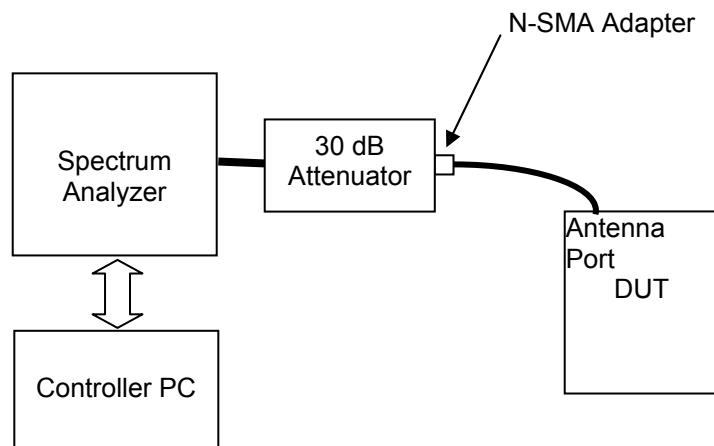 N-SMA Adapter
30 dB
Attenuator
Spectrum
Analyzer
Antenna
Port
DUT
Controller PC